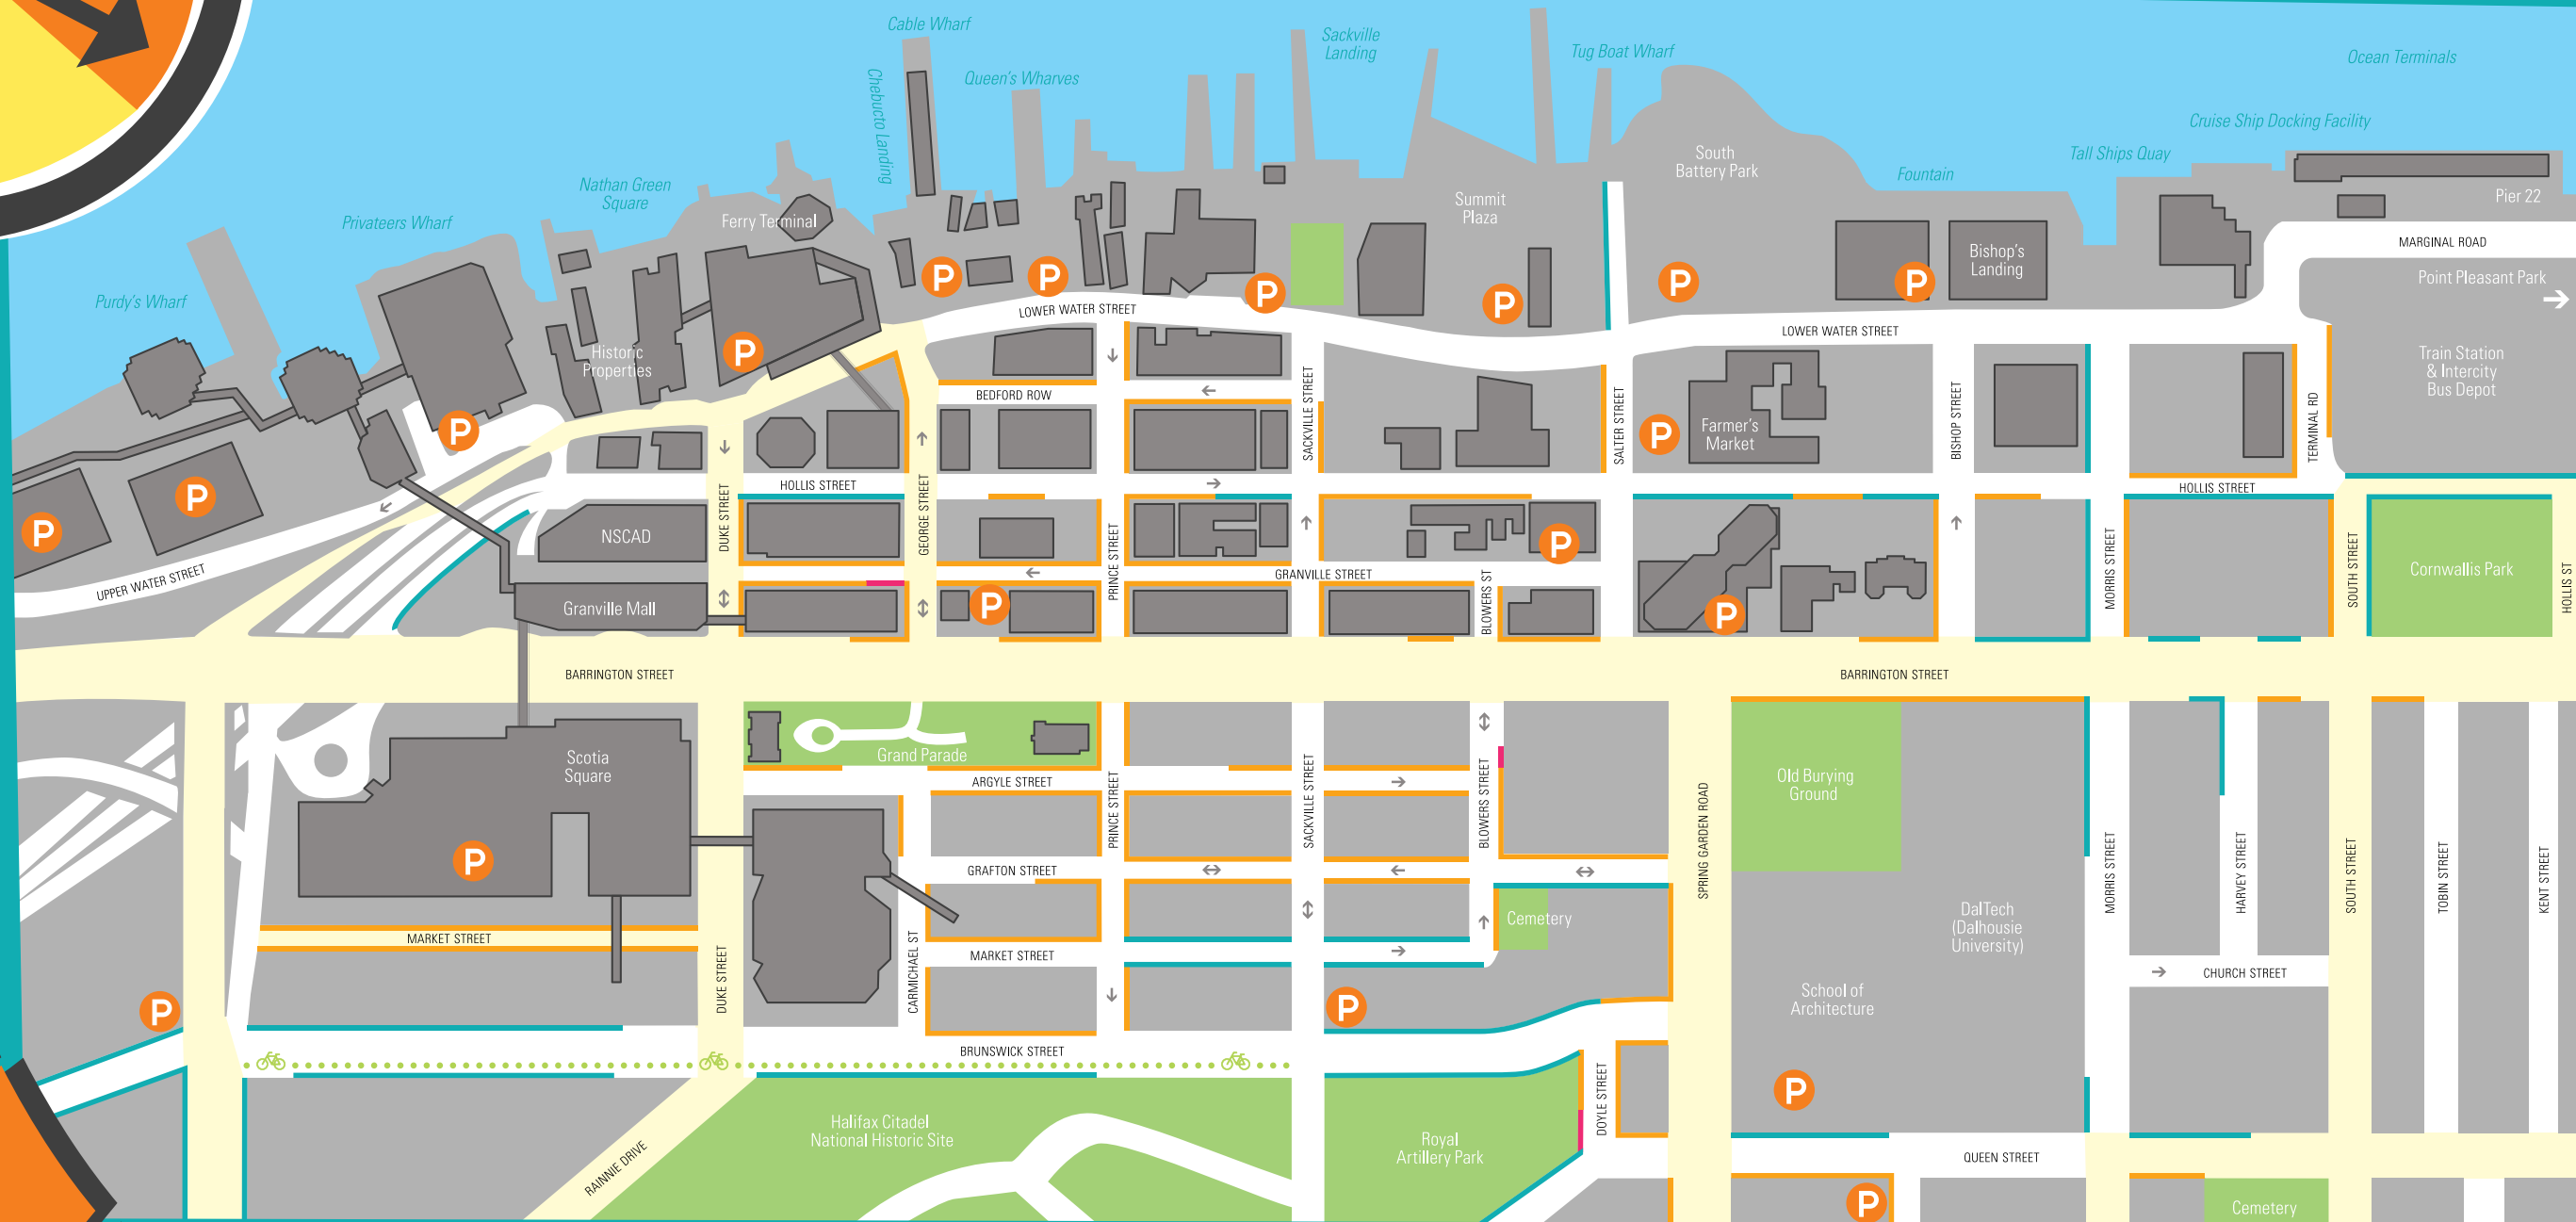 Cable Wharf
Sackville
Landing
Tug Boat Wharf
Ocean Terminals
Chebucto Landing
Queen's Wharves
Cruise Ship Docking Facility
South
Battery Park
Tall Ships Quay
Fountain
Nathan Green
Square
Privateers Wharf
Ferry Terminal
Summit
Plaza
Pier 22
MARGINAL ROAD
Bishop's
Landing
Point Pleasant Park
Purdy's Wharf
P
P
P
P
P
P
P
LOWER WATER STREET
LOWER WATER STREET
Historic
Properties
Train Station
& Intercity
Bus Depot
BEDFORD ROW
SACKVILLE STREET
SALTER STREET
BISHOP STREET
TERMINAL RD
P
P
Farmer's
Market
P
P
HOLLIS STREET
HOLLIS STREET
DUKE STREET
GEORGE STREET
PRINCE STREET
NSCAD
P
MORRIS STREET
SOUTH STREET
Cornwallis Park
HOLLIS ST
UPPER WATER STREET
GRANVILLE STREET
BLOWERS ST
Granville Mall
P
P
BARRINGTON STREET
BARRINGTON STREET
Scotia
Square
Grand Parade
ARGYLE STREET
PRINCE STREET
SACKVILLE STREET
BLOWERS STREET
SPRING GARDEN ROAD
Old Burying
Ground
MORRIS STREET
HARVEY STREET
SOUTH STREET
TOBIN STREET
KENT STREET
P
GRAFTON STREET
Cemetery
DalTech
(Dalhousie
University)
MARKET STREET
DUKE STREET
CARMICHAEL ST
MARKET STREET
CHURCH STREET
School of
Architecture
P
P
BRUNSWICK STREET
DOYLE STREET
P
Halifax Citadel
National Historic Site
Royal
Artillery Park
RAINNIE DRIVE
QUEEN STREET
P
Cemetery